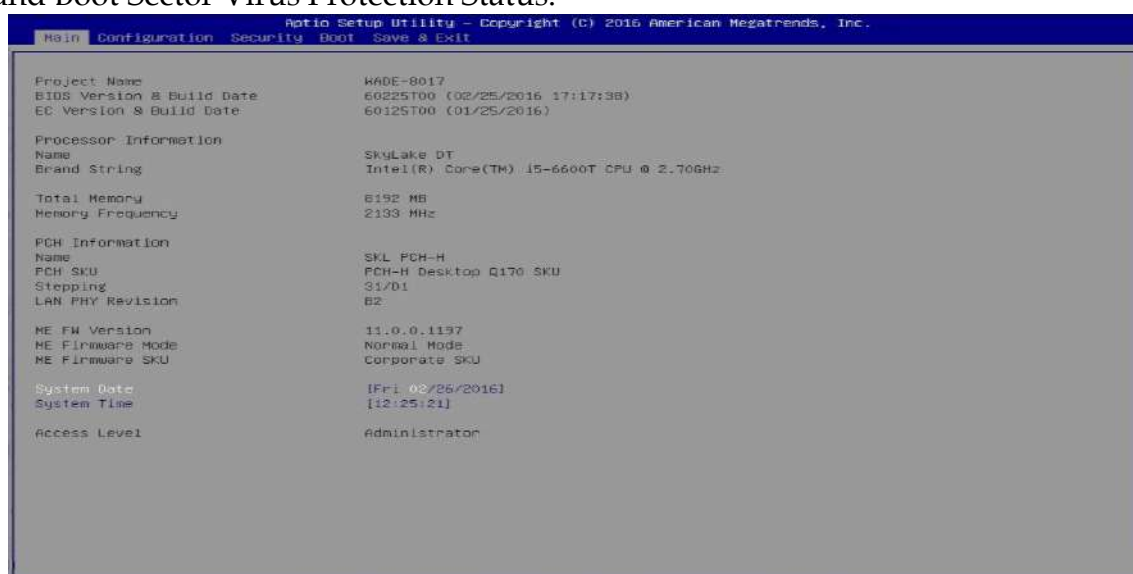 and Boot Sector Virus Protection Status.
Aptio Setup Utility – Copyright (C) 2016 American Megatrends, Inc.
Main Configuration Security Boot Save & Exit
Project Name WADE-8017
BIOS Version & Build Date 60225T00 (02/25/2016 17:17:38)
EC Version & Build Date 60125T00 (01/25/2016)
Processor Information
Name SkyLake DT
Brand String Intel(R) Core(TM) i5-6600T CPU @ 2.70GHz
Total Memory 8192 MB
Memory Frequency 2133 MHz
PCH Information
Name SKL PCH-H
PCH SKU PCH-H Desktop Q170 SKU
Stepping 31/D1
LAN PHY Revision B2
ME FW Version 11.0.0.1197
ME Firmware Mode Normal Mode
ME Firmware SKU Corporate SKU
System Date [Fri 02/26/2016]
System Time [12:25:21]
Access Level Administrator